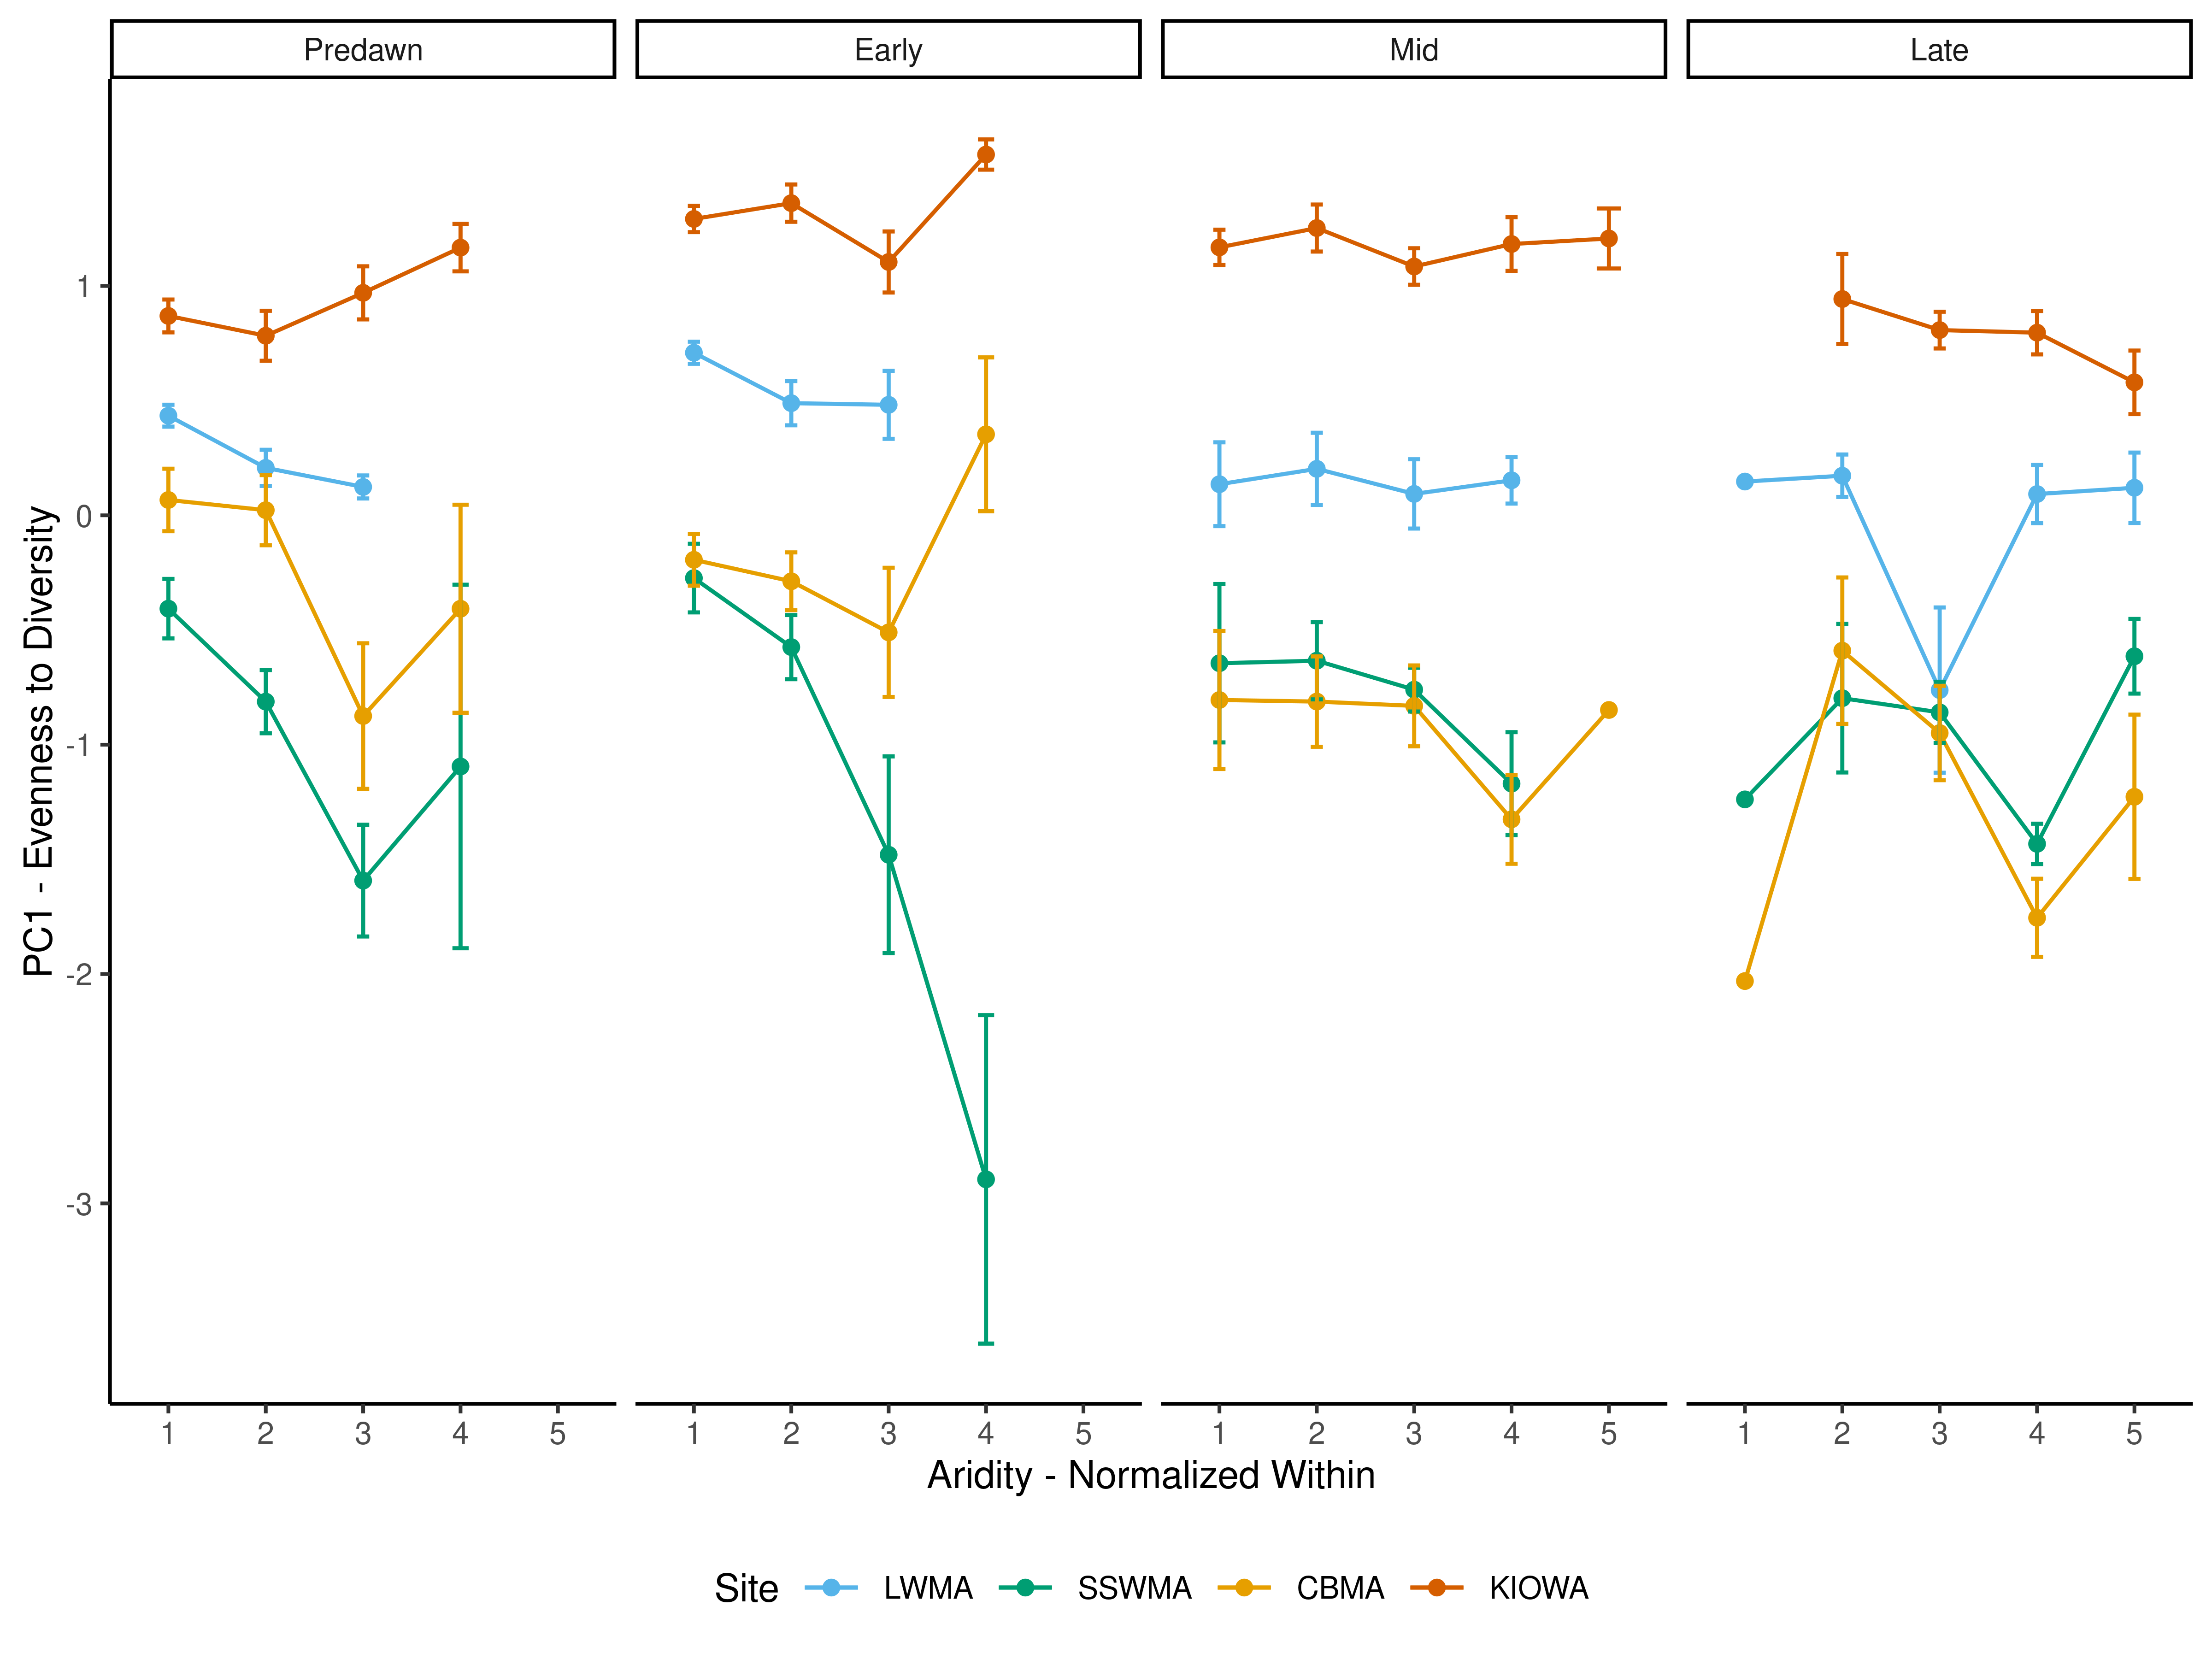 Predawn Early Mid Late
PC1 - Evenness to Diversity
1
0
-1
-2
-3
1 2 3 4 5 1 2 3 4 5 1 2 3 4 5 1 2 3 4 5
Aridity - Normalized Within
Site LWMA SSWMA CBMA KIOWA